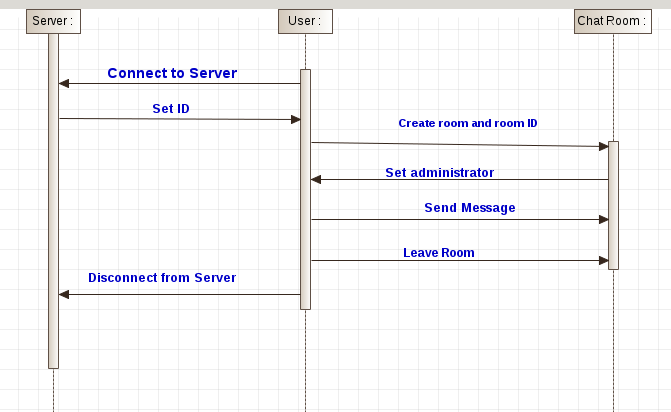 Server :
User :
Chat Room :
Connect to Server
Set ID
Create room and room ID
Set administrator
Send Message
Leave Room
Disconnect from Server